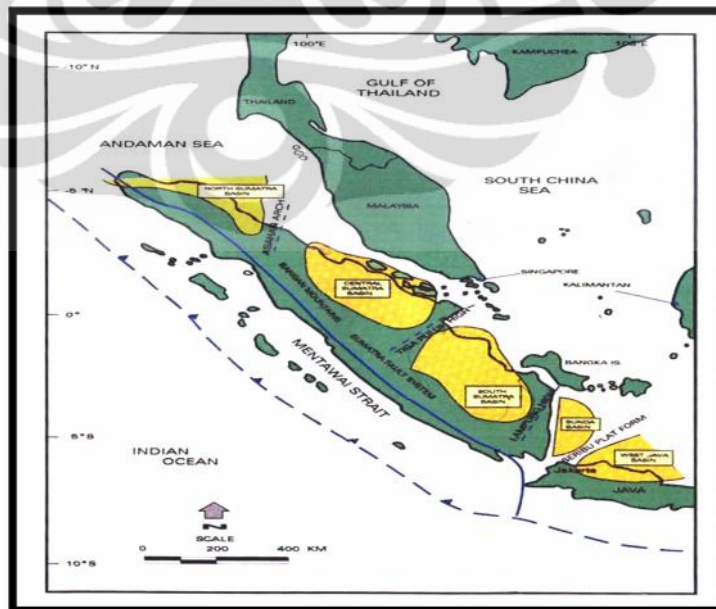 100°E
10° N
KAMPUCHEA
GULF OF
THAILAND
THAILAND
ANDAMAN SEA
5° N
NORTH SUMATRA
BASIN
SOUTH CHINA
SEA
MALAYSIA
ASAHAN ARCH
SINGAPORE
KALIMANTAN
CENTRAL
SUMATRA
BASIN
BARISAN MOUNTAINS
0°
TIGA PULUH HIGH
SUMATRA FAULT SYSTEM
BANGKA IS.
MENTAWAI STRAIT
SOUTH
SUMATRA
BASIN
SUNDA
BASIN
5°S
SERIBU PLAT FORM
WEST JAVA
BASIN
Jakarta
INDIAN
OCEAN
JAVA
N
SCALE
0 200 400 KM
10°S